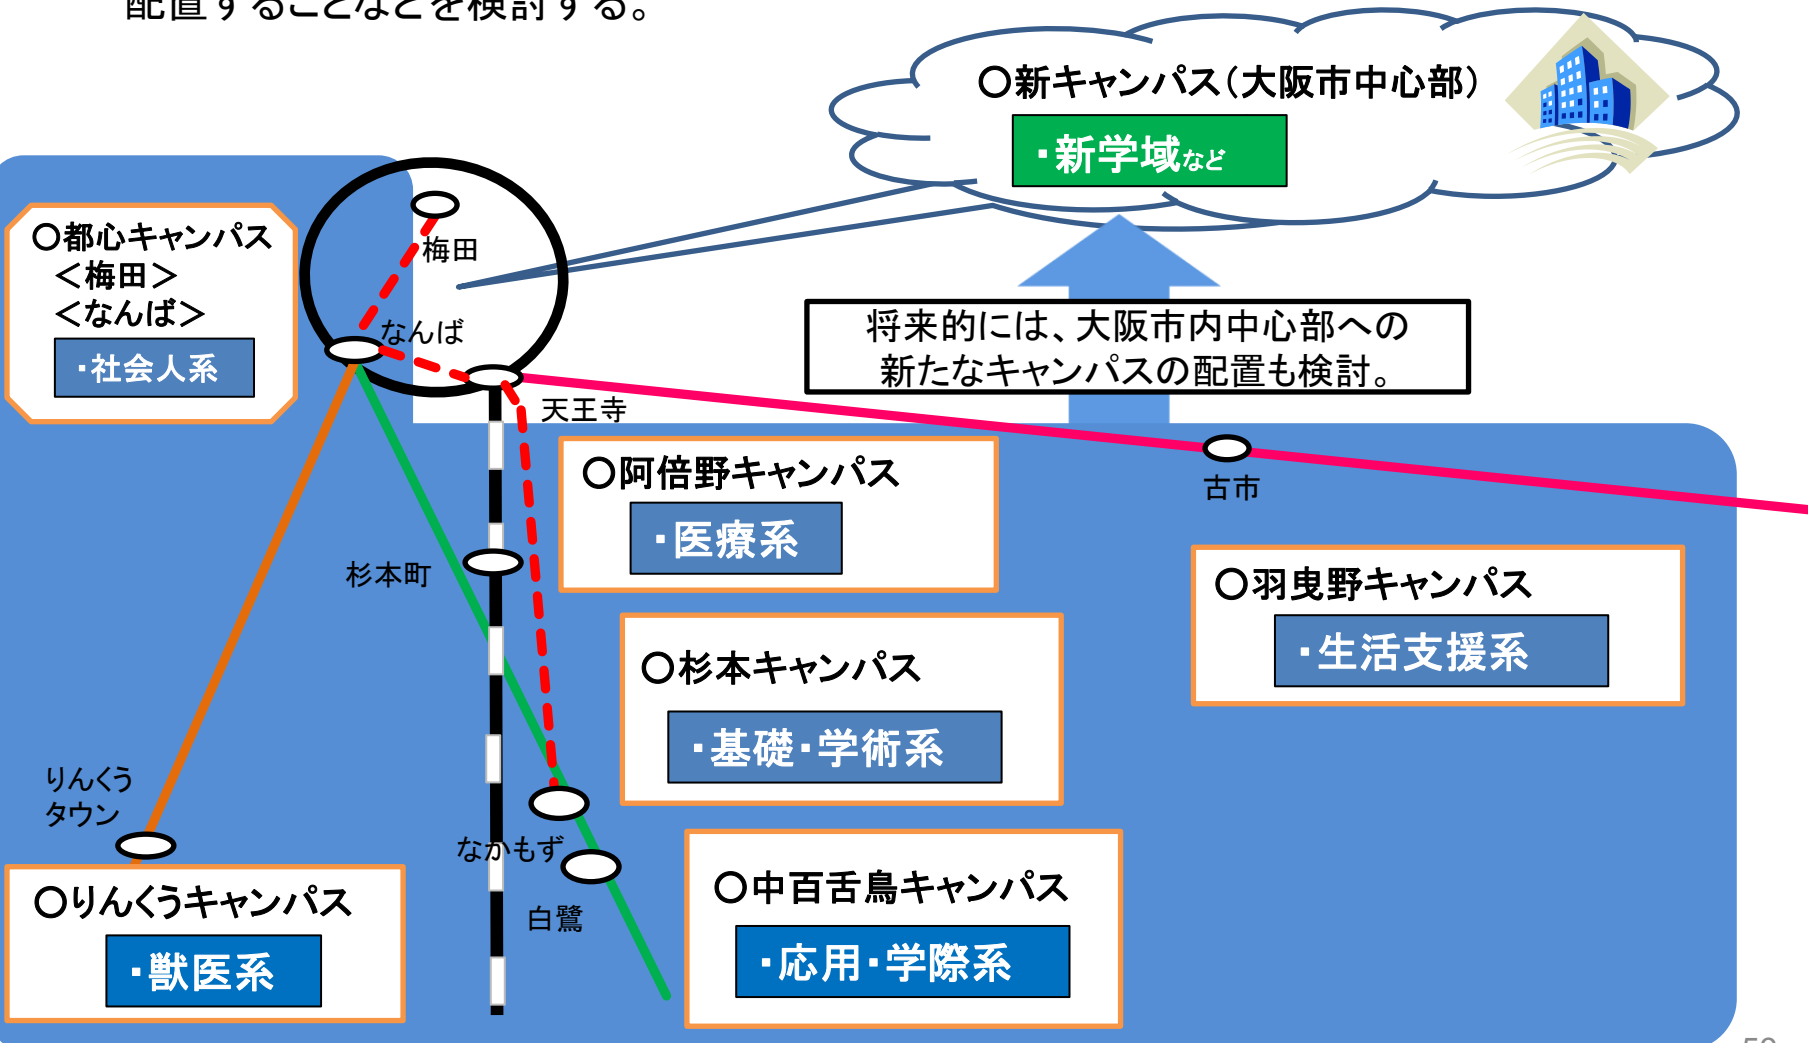 配置することなどを検討する。
○新キャンパス（大阪市中心部）
・新学域など
○都心キャンパス
＜梅田＞
＜なんば＞
・社会人系
梅田
なんば
将来的には、大阪市内中心部への
新たなキャンパスの配置も検討。
天王寺
○阿倍野キャンパス
・医療系
古市
杉本町
○羽曳野キャンパス
・生活支援系
○杉本キャンパス
・基礎・学術系
りんくう
タウン
なかもず
○中百舌鳥キャンパス
・応用・学際系
○りんくうキャンパス
・獣医系
白鷺